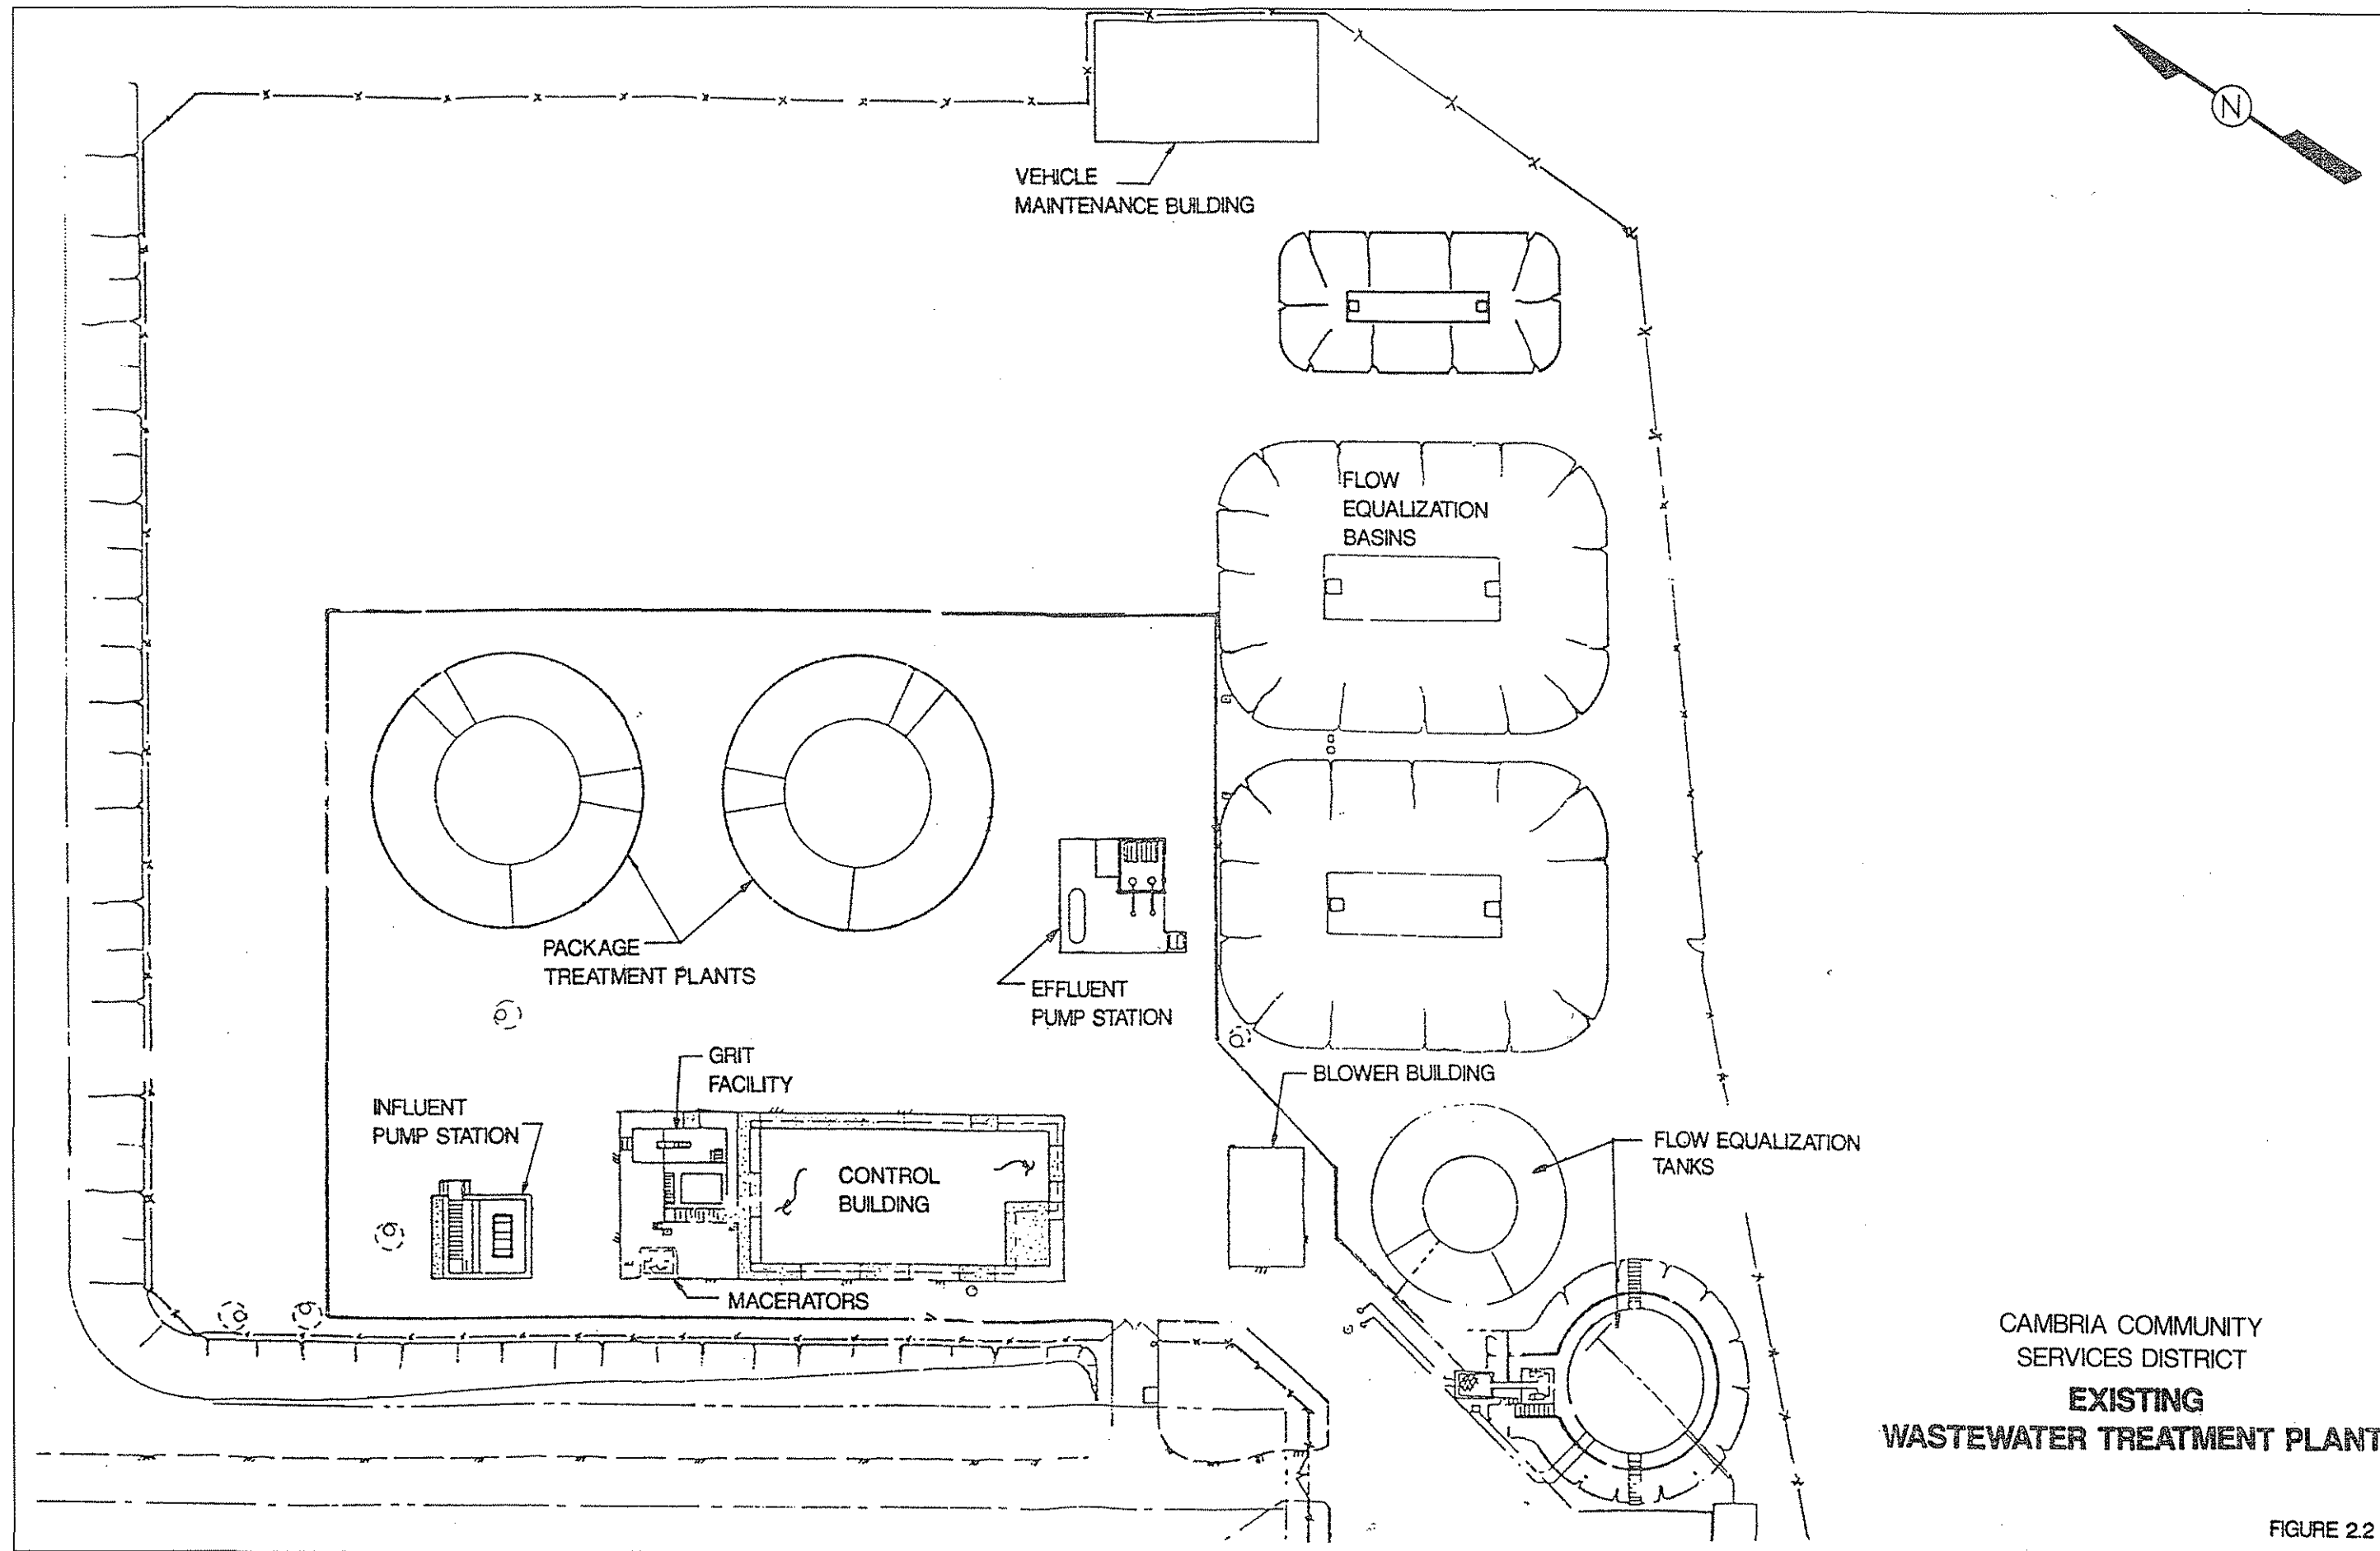 N
VEHICLE
MAINTENANCE BUILDING
FLOW
EQUALIZATION
BASINS
PACKAGE
TREATMENT PLANTS
EFFLUENT
PUMP STATION
GRIT
FACILITY
BLOWER BUILDING
INFLUENT
PUMP STATION
FLOW EQUALIZATION
TANKS
CONTROL
BUILDING
MACERATORS
CAMBRIA COMMUNITY
SERVICES DISTRICT
EXISTING
WASTEWATER TREATMENT PLANT
FIGURE 2.2